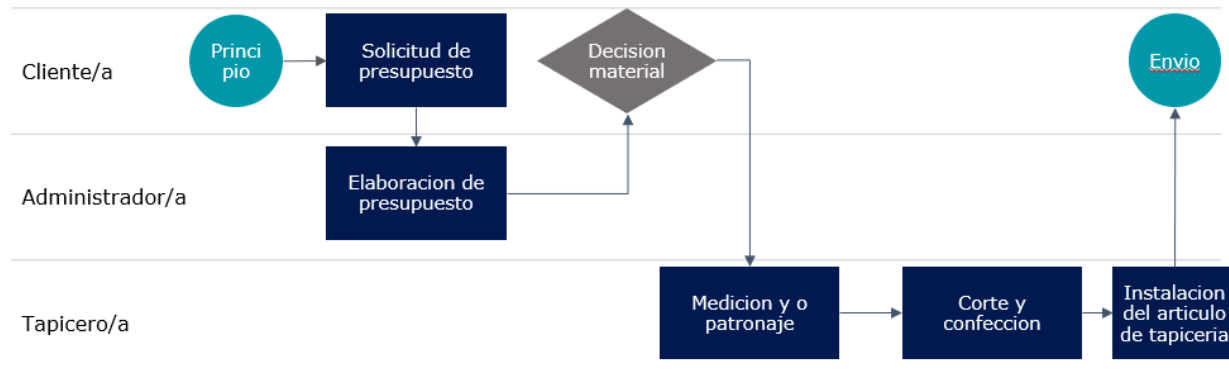 Cliente/a
Princi
pio
Solicitud de
presupuesto
Decision
material
Envio
Administrador/a
Elaboracion de
presupuesto
Tapicero/a
Medicion y o
patronaje
Corte y
confeccion
Instalacion
del articulo
de tapiceria